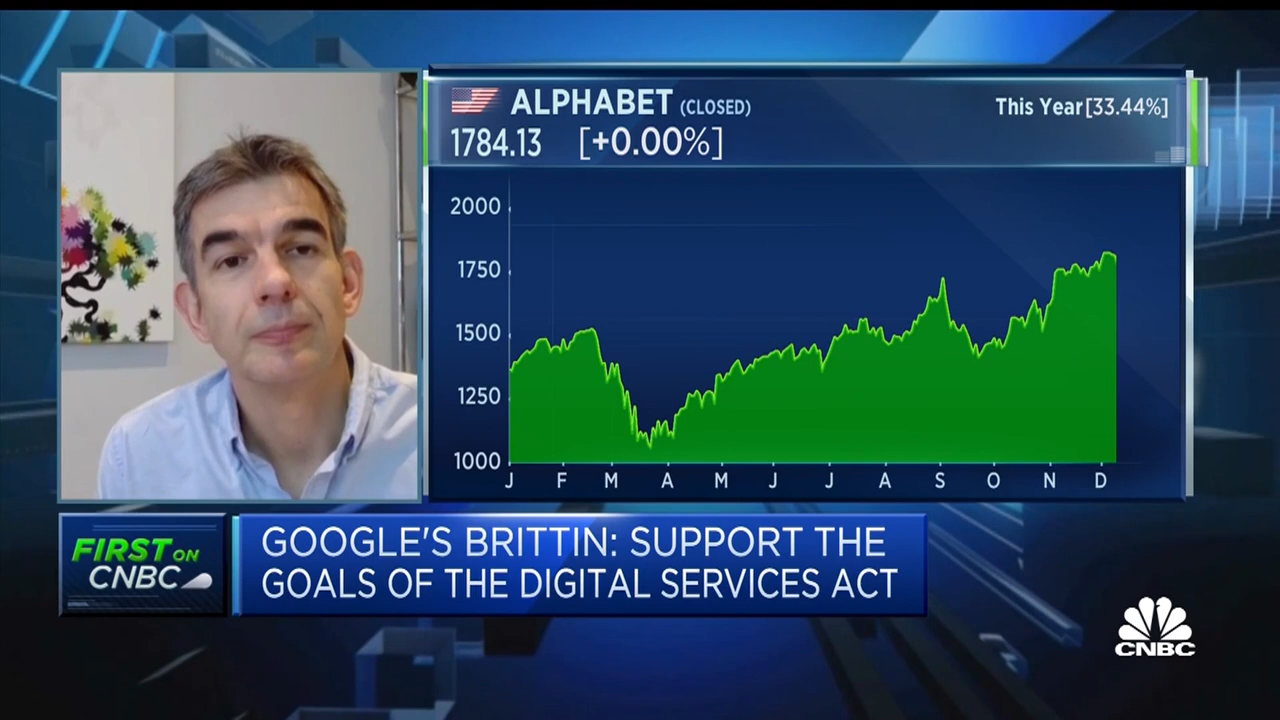 ALPHABET (CLOSED)
This Year[33.44%]
1784.13 [+0.00%]
2000
1750
1500
1250
1000
J F M A M J J A S O N D
FIRST ON
CNBC
GOOGLE'S BRITTIN: SUPPORT THE
GOALS OF THE DIGITAL SERVICES ACT
CNBC